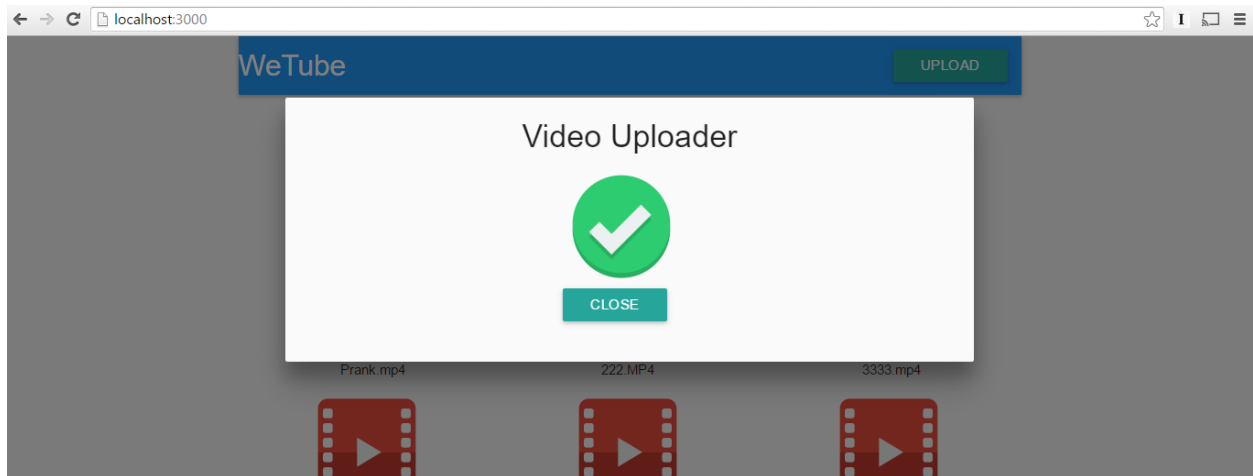 localhost:3000
I
WeTube
UPLOAD
Video Uploader
CLOSE
Prank.mp4 222.MP4 3333.mp4